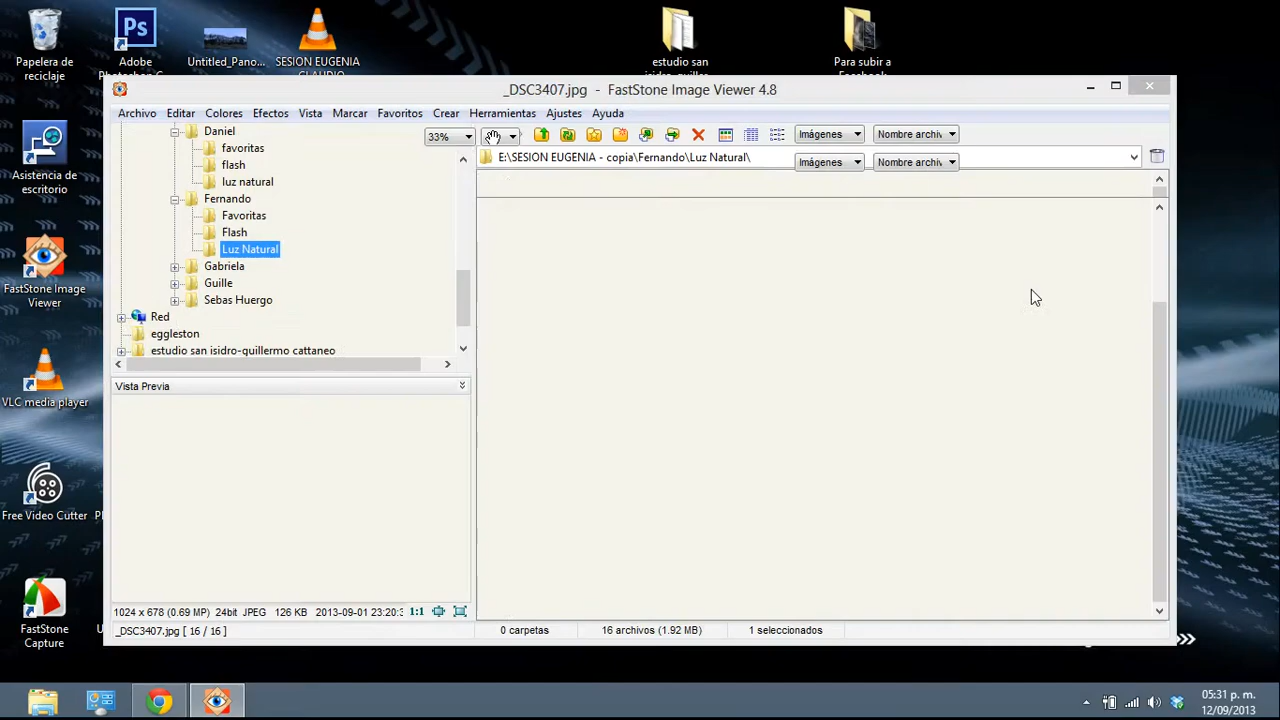 Papelera de
reciclaje
Adobe
Untitled_Pano...
SESION EUGENIA
estudio san
Para subir a
Asistencia de
escritorio
FastStone Image
Viewer
VLC media player
Free Video Cutter
FastStone
Capture
_DSC3407.jpg - FastStone Image Viewer 4.8
Archivo Editar Colores Efectos Vista Marcar Favoritos Crear Herramientas Ajustes Ayuda
33%
Imágenes Nombre archiv
E:\SESION EUGENIA - copia\Fernando\Luz Natural\
Imágenes Nombre archiv
Daniel
favoritas
flash
luz natural
Fernando
Favoritas
Flash
Luz Natural
Gabriela
Guille
Sebas Huergo
Red
eggleston
estudio san isidro-guillermo cattaneo
Vista Previa
1024 x 678 (0.69 MP) 24bit JPEG 126 KB 2013-09-01 23:20:3
1:1
_DSC3407.jpg [ 16 / 16 ]
0 carpetas
16 archivos (1.92 MB)
1 seleccionados
05:31 p. m.
12/09/2013